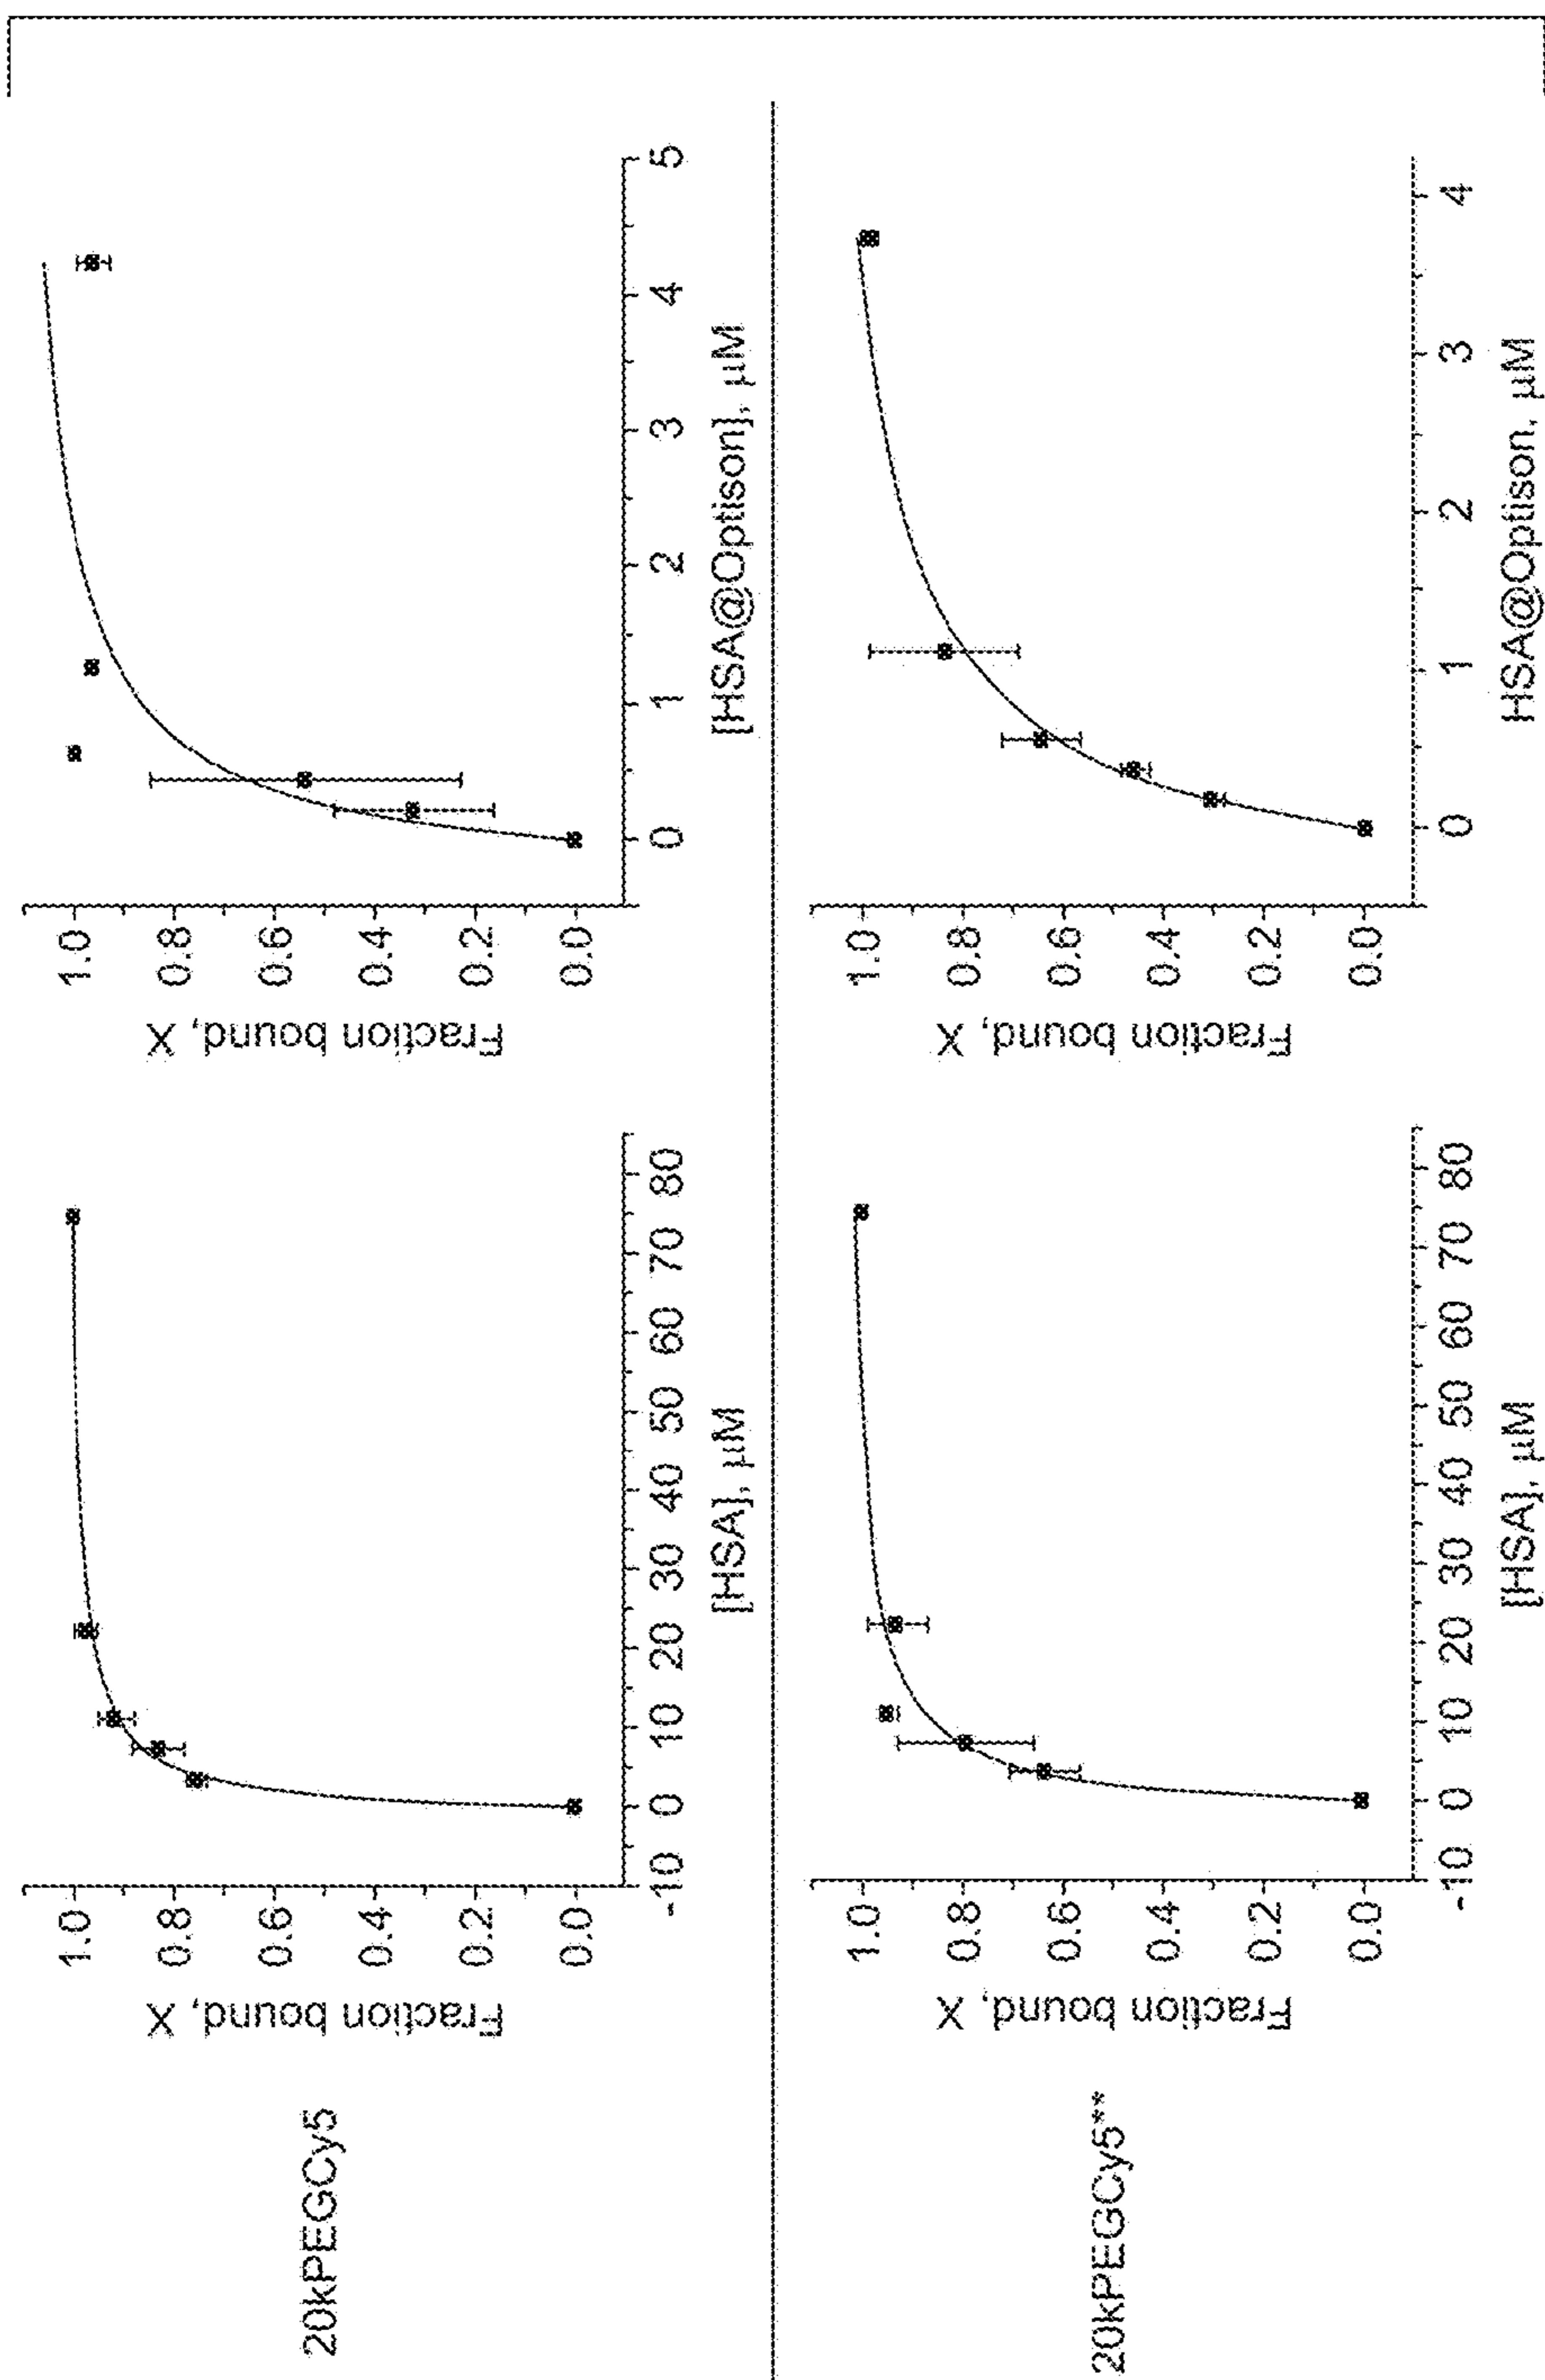 20kPEGCy5
Fraction bound, X
1.0
0.8
0.6
0.4
0.2
0.0
-10 0 10 20 30 40 50 60 70 80
[HSA], µM
Fraction bound, X
1.0
0.8
0.6
0.4
0.2
0.0
0 1 2 3 4 5
[HSA@Optison], µM
20kPEGCy5**
Fraction bound, X
1.0
0.8
0.6
0.4
0.2
0.0
-10 0 10 20 30 40 50 60 70 80
[HSA], µM
Fraction bound, X
1.0
0.8
0.6
0.4
0.2
0.0
0 1 2 3 4
HSA@Optison, µM